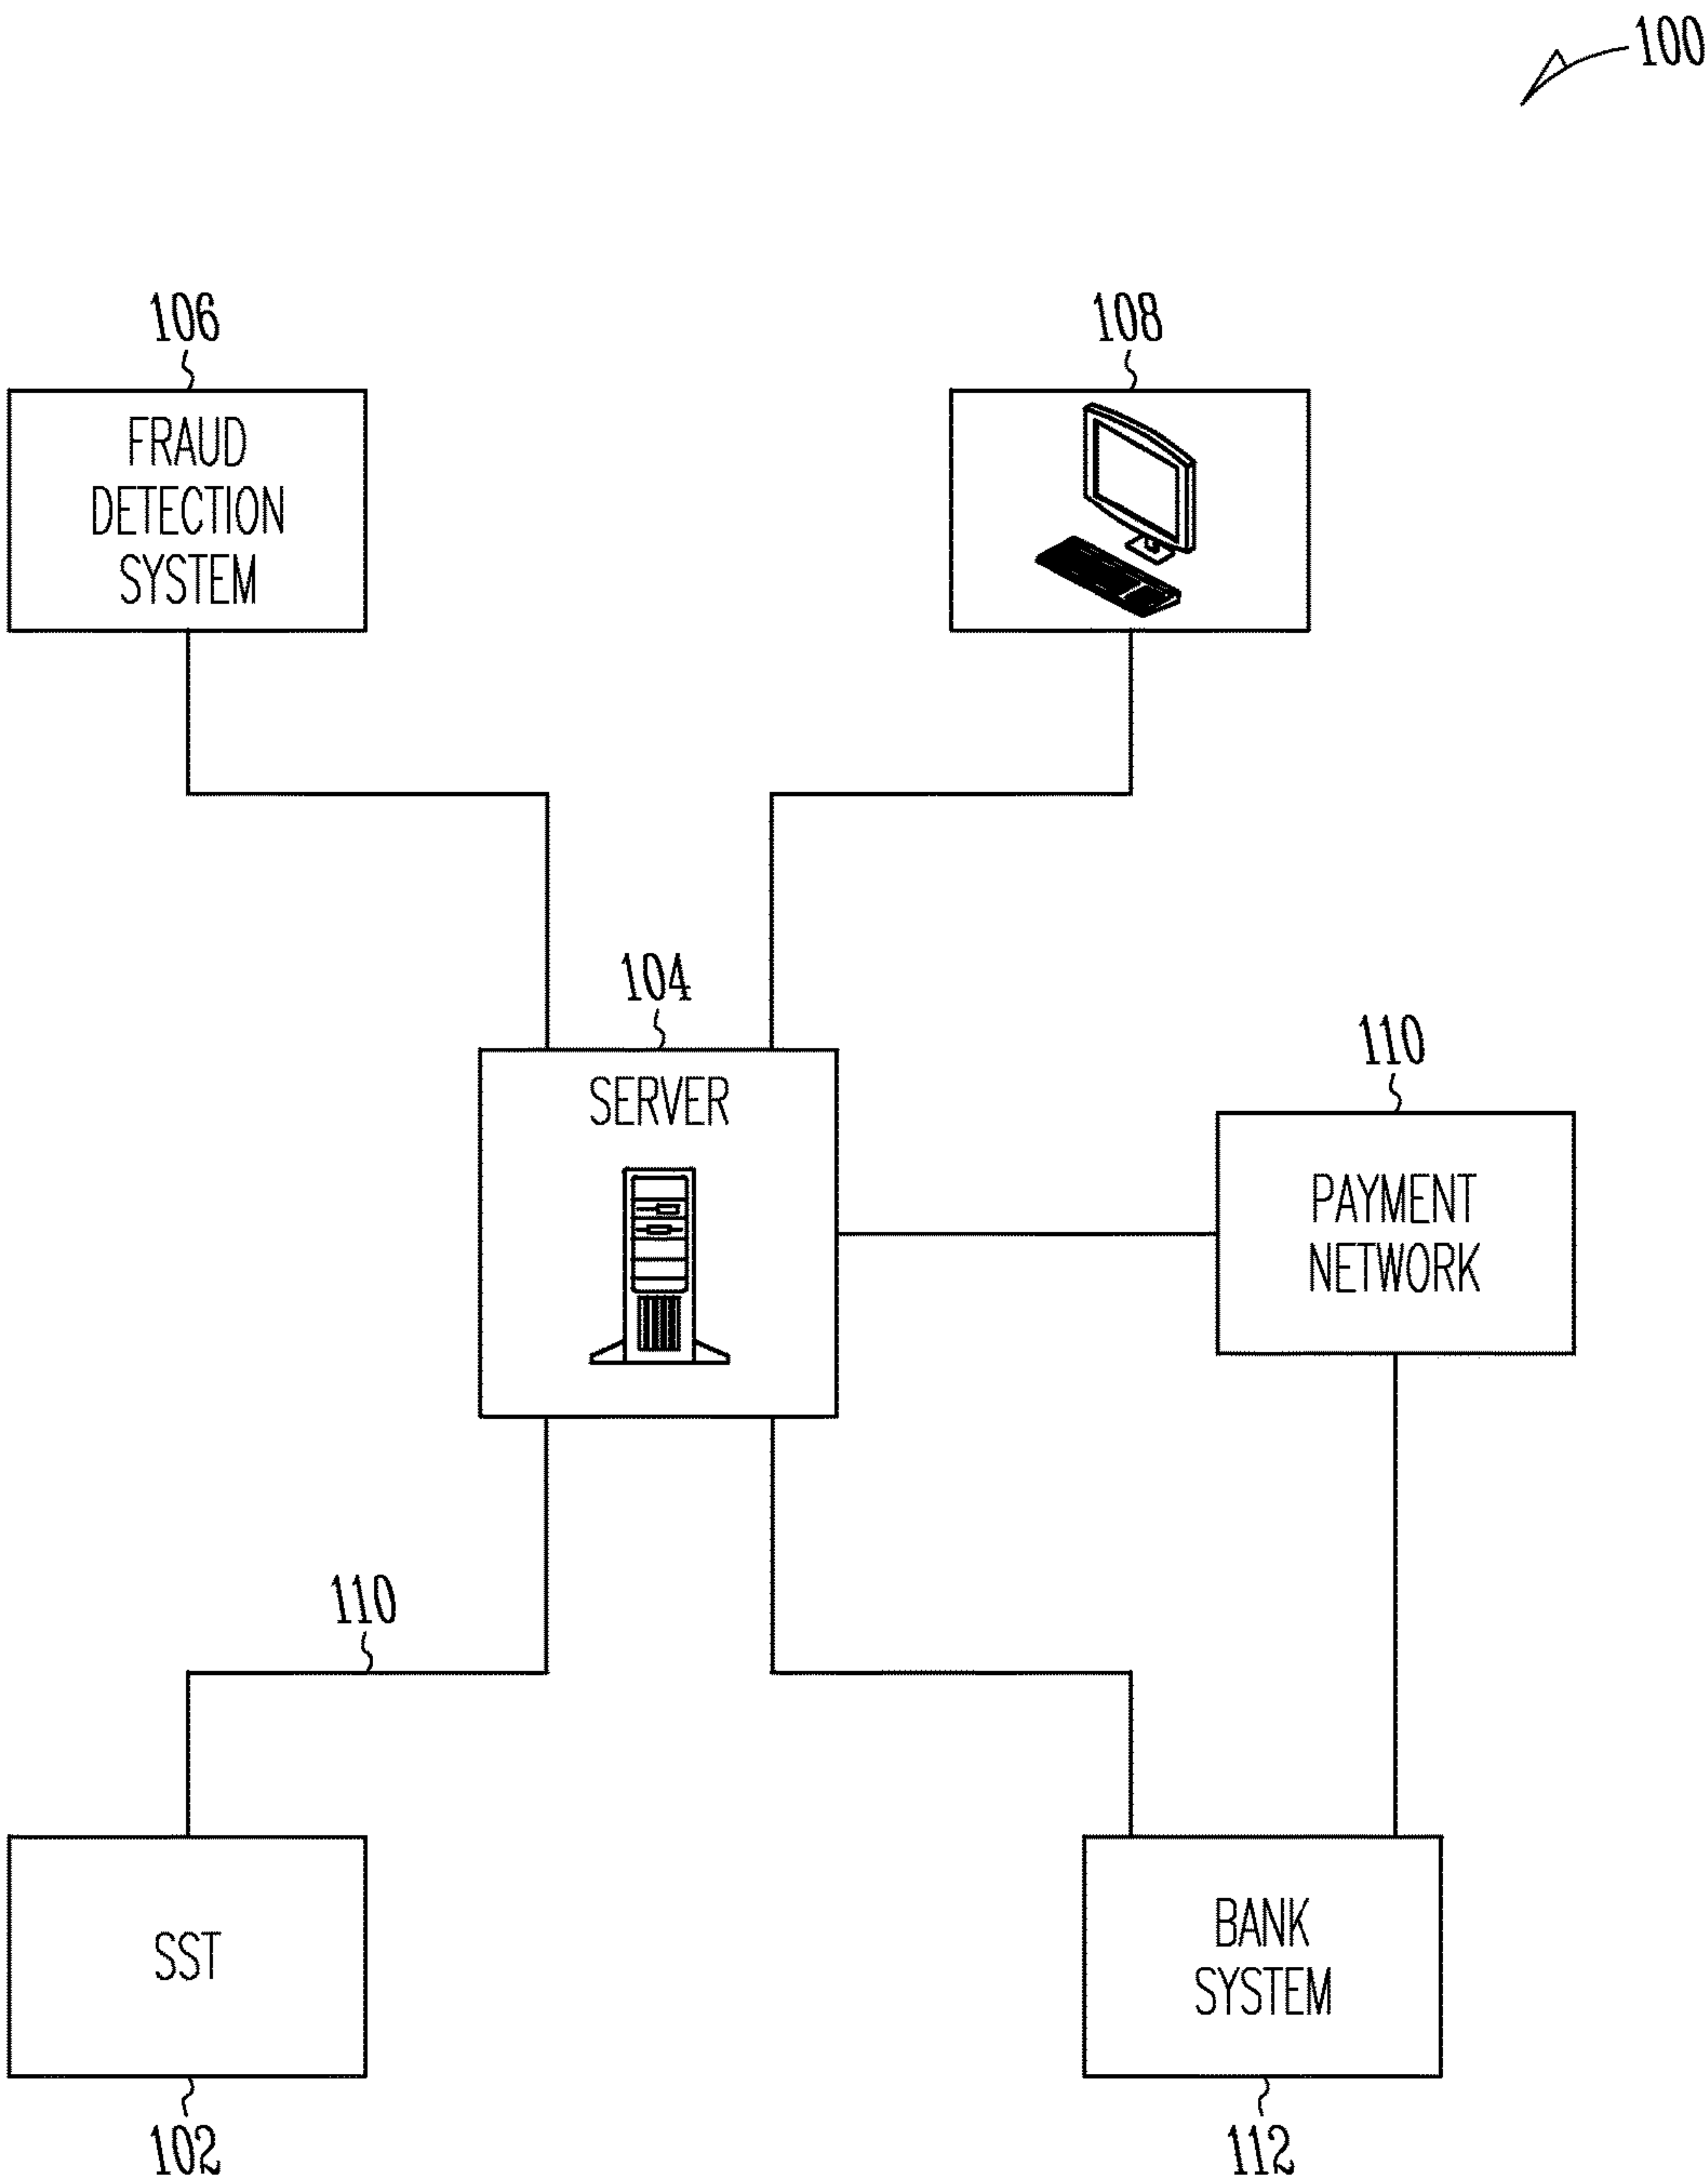 100
106
108
FRAUD
DETECTION
SYSTEM
104
SERVER
110
PAYMENT
NETWORK
110
SST
BANK
SYSTEM
102
112